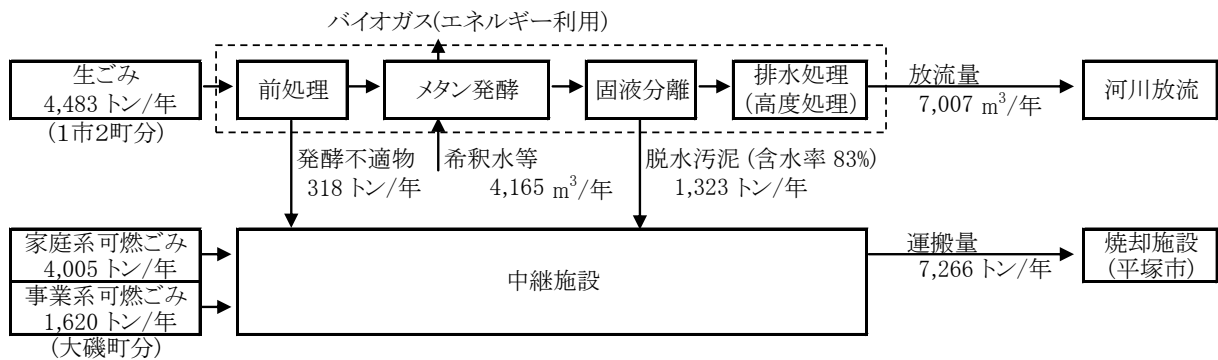 バイオガス(エネルギー利用)
生ごみ
4,483 トン/年
(1市2町分)
前処理
メタン発酵
固液分離
排水処理
(高度処理)
放流量
7,007 m³/年
河川放流
発酵不適物
318 トン/年
希釈水等
4,165 m³/年
脱水汚泥 (含水率 83%)
1,323 トン/年
家庭系可燃ごみ
4,005 トン/年
事業系可燃ごみ
1,620 トン/年
(大磯町分)
中継施設
運搬量
7,266 トン/年
焼却施設
(平塚市)